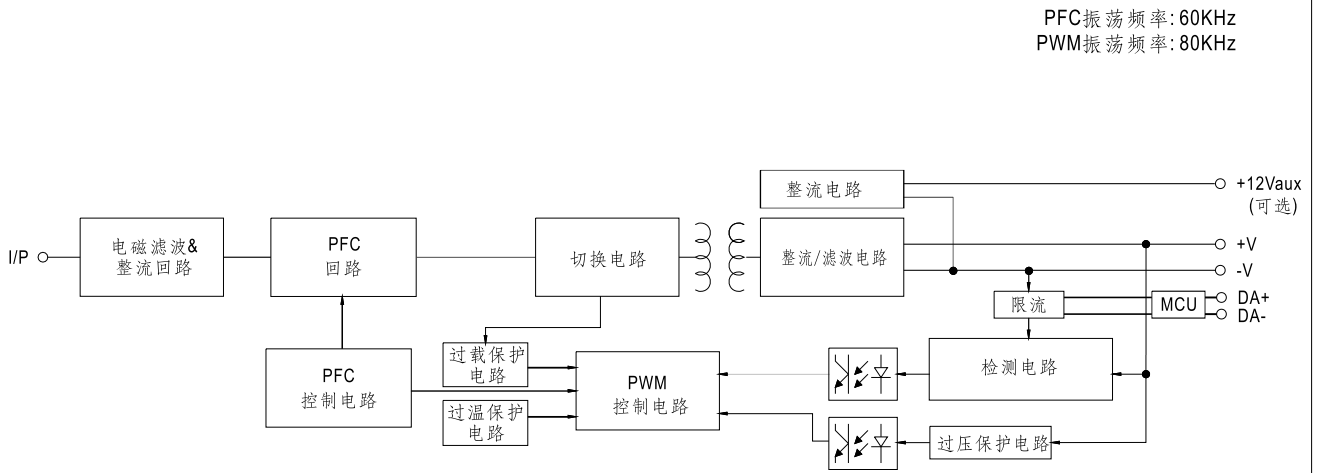 PFC振荡频率:60KHz
PWM振荡频率:80KHz
整流电路
+12Vaux
(可选)
I/P
电磁滤波&
整流回路
PFC
回路
切换电路
整流/滤波电路
+V
-V
限流
MCU
DA+
DA-
过载保护
电路
PFC
控制电路
PWM
控制电路
检测电路
过温保护
电路
过压保护电路